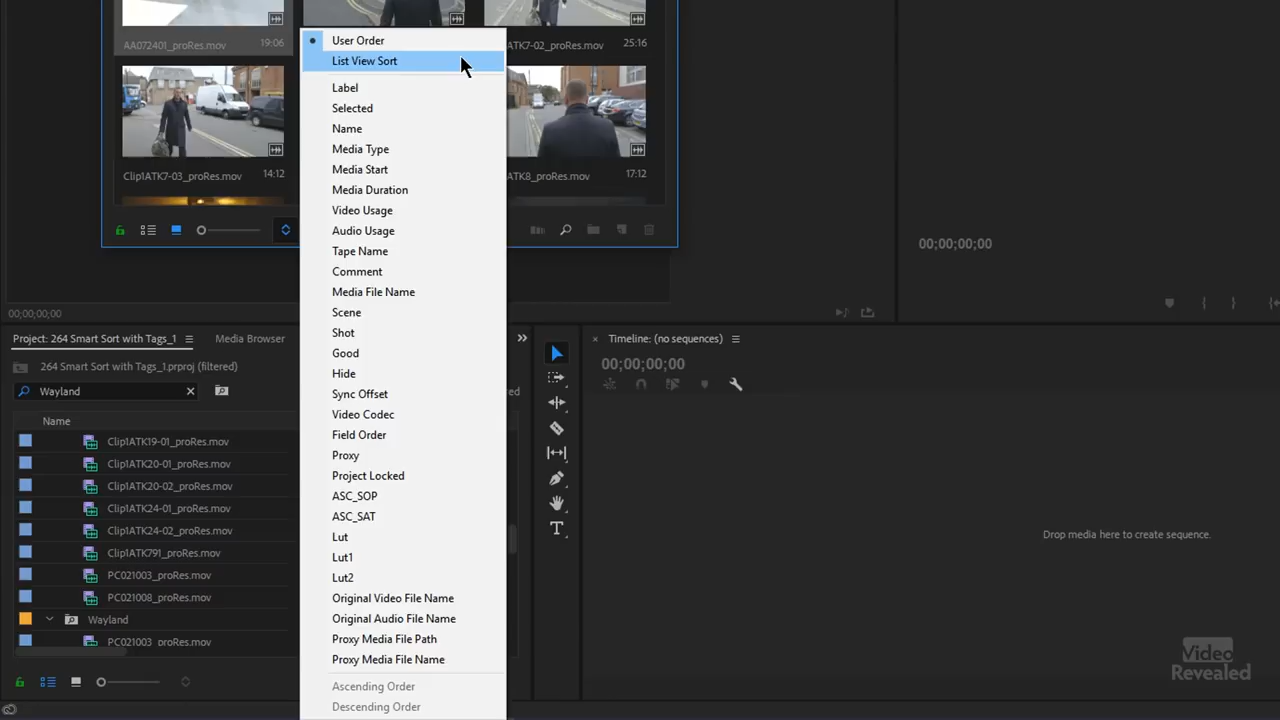 AA072401_proRes.mov 19:06
ATK7-02_proRes.mov 25:16
Clip1ATK7-03_proRes.mov 14:12
ATK8_proRes.mov 17:12
User Order
List View Sort
Label
Selected
Name
Media Type
Media Start
Media Duration
Video Usage
Audio Usage
Tape Name
Comment
Media File Name
Scene
Shot
Good
Hide
Sync Offset
Video Codec
Field Order
Proxy
Project Locked
ASC_SOP
ASC_SAT
Lut
Lut1
Lut2
Original Video File Name
Original Audio File Name
Proxy Media File Path
Proxy Media File Name
Ascending Order
Descending Order
00;00;00;00
00;00;00;00
Project: 264 Smart Sort with Tags_1
Media Browser
264 Smart Sort with Tags_1.prproj (filtered)
Wayland
Name
Clip1ATK19-01_proRes.mov
Clip1ATK20-01_proRes.mov
Clip1ATK20-02_proRes.mov
Clip1ATK24-01_proRes.mov
Clip1ATK24-02_proRes.mov
Clip1ATK791_proRes.mov
PC021003_proRes.mov
PC021008_proRes.mov
Wayland
PC021003_proRes.mov
Timeline: (no sequences)
00;00;00;00
T
Drop media here to create sequence.
Video
Revealed